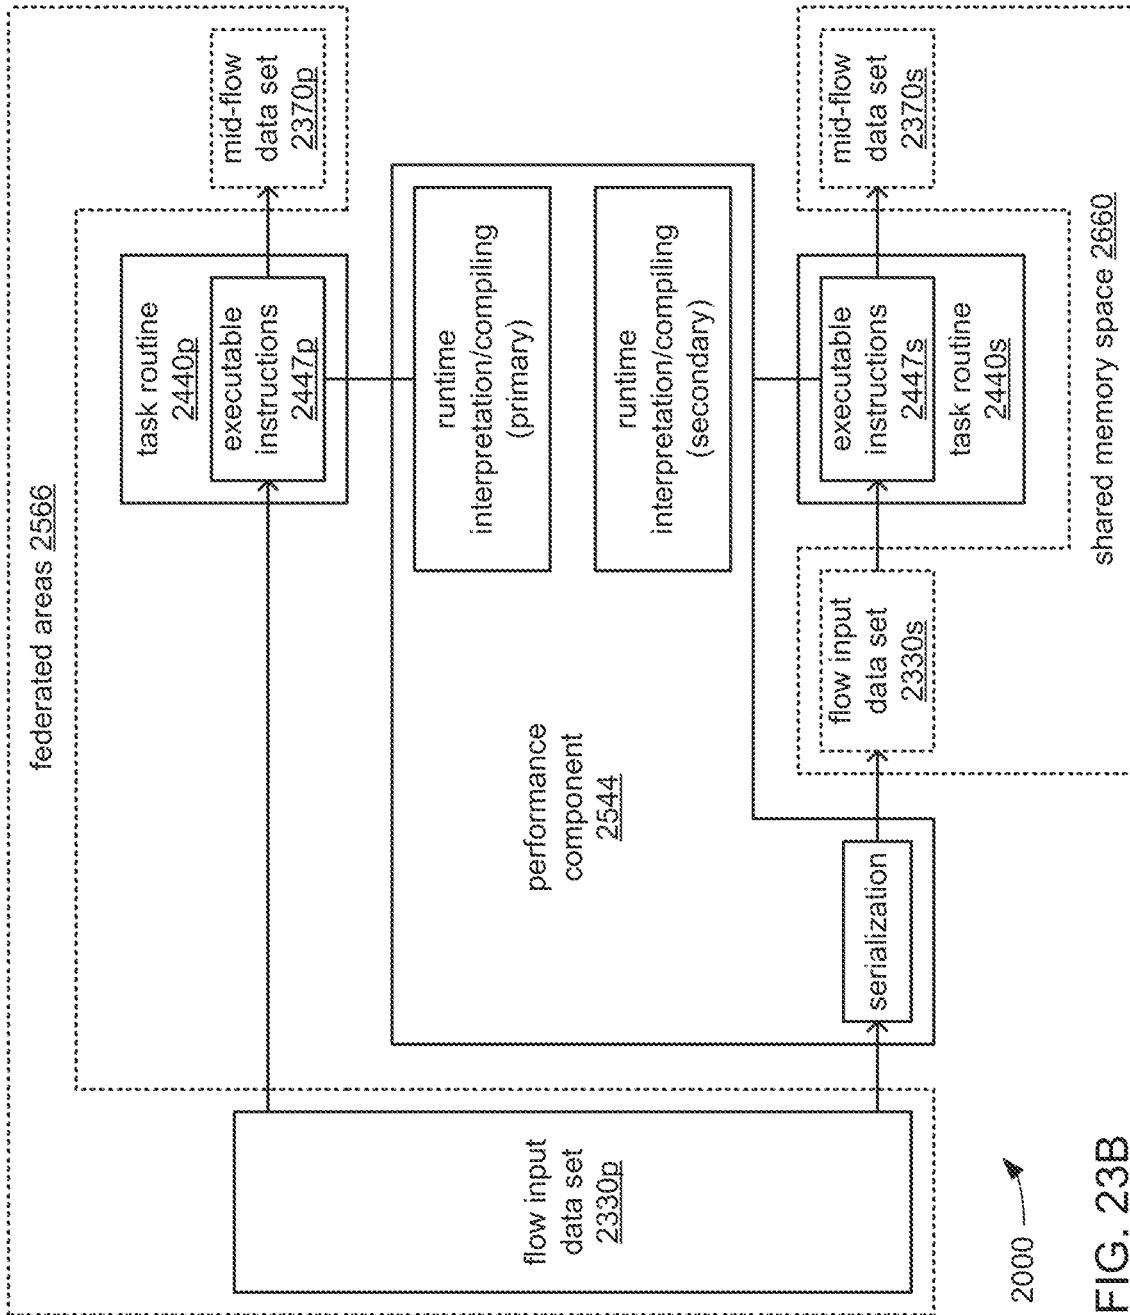 federated areas 2566
flow input
data set
2330p
task routine
2440p
executable
instructions
2447p
mid-flow
data set
2370p
performance
component
2544
runtime
interpretation/compiling
(primary)
runtime
interpretation/compiling
(secondary)
serialization
flow input
data set
2330s
executable
instructions
2447s
task routine
2440s
mid-flow
data set
2370s
shared memory space 2660
2000
FIG. 23B